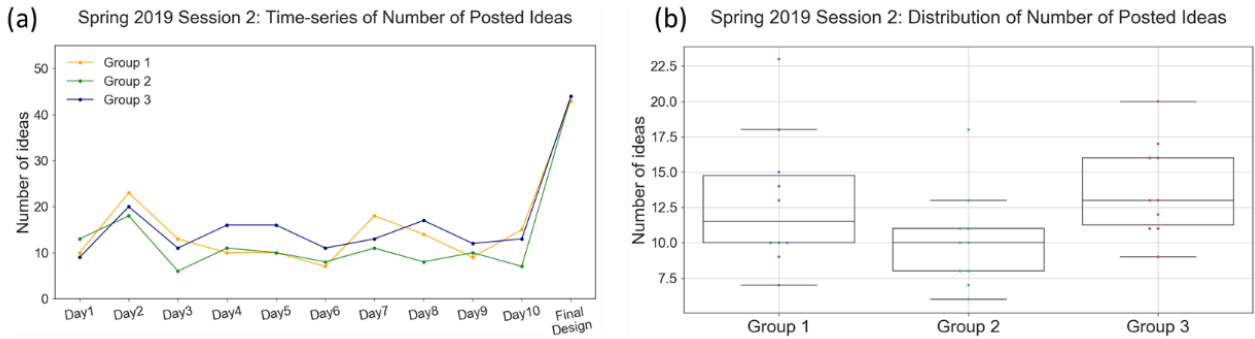 (a)
Spring 2019 Session 2: Time-series of Number of Posted Ideas
Number of ideas
50
40
30
20
10
0
Group 1
Group 2
Group 3
Day1
Day2
Day3
Day4
Day5
Day6
Day7
Day8
Day9
Day10
Final
Design
(b)
Spring 2019 Session 2: Distribution of Number of Posted Ideas
Number of ideas
22.5
20.0
17.5
15.0
12.5
10.0
7.5
Group 1
Group 2
Group 3